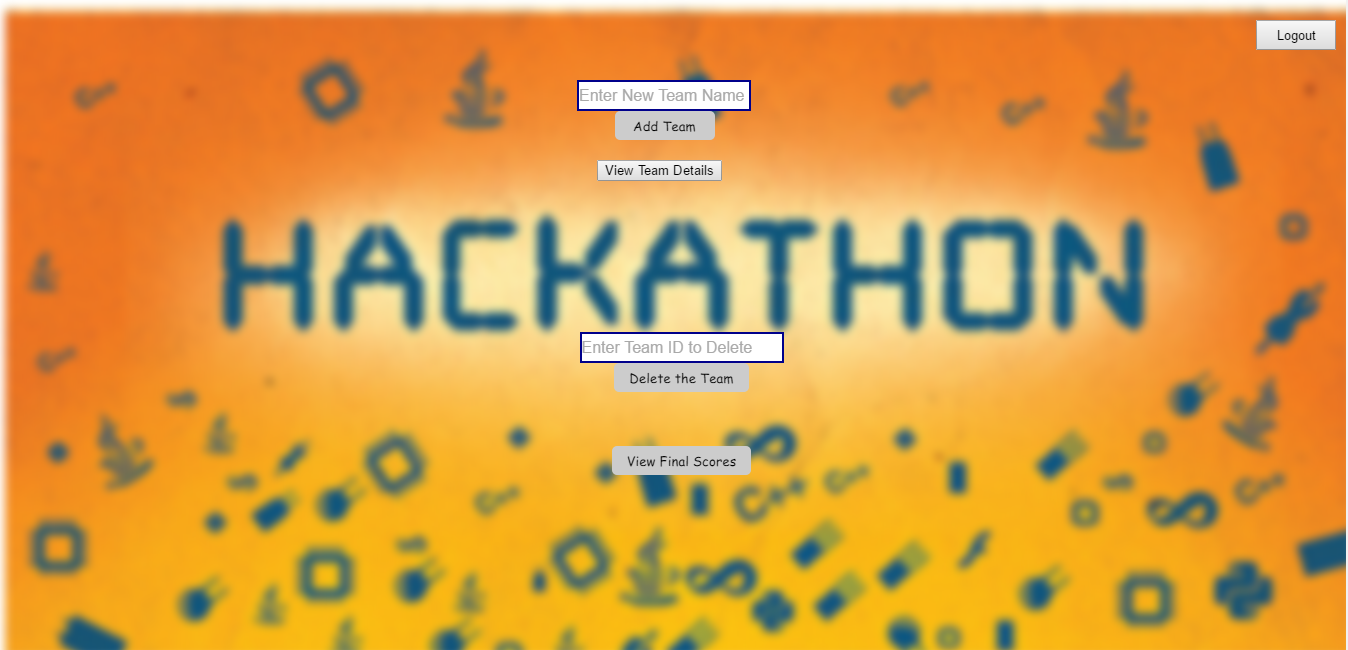 Logout
Enter New Team Name
Add Team
View Team Details
HACKATHON
Enter Team ID to Delete
Delete the Team
View Final Scores
C++
C++
C++
C++
C++
C++
C++
C++